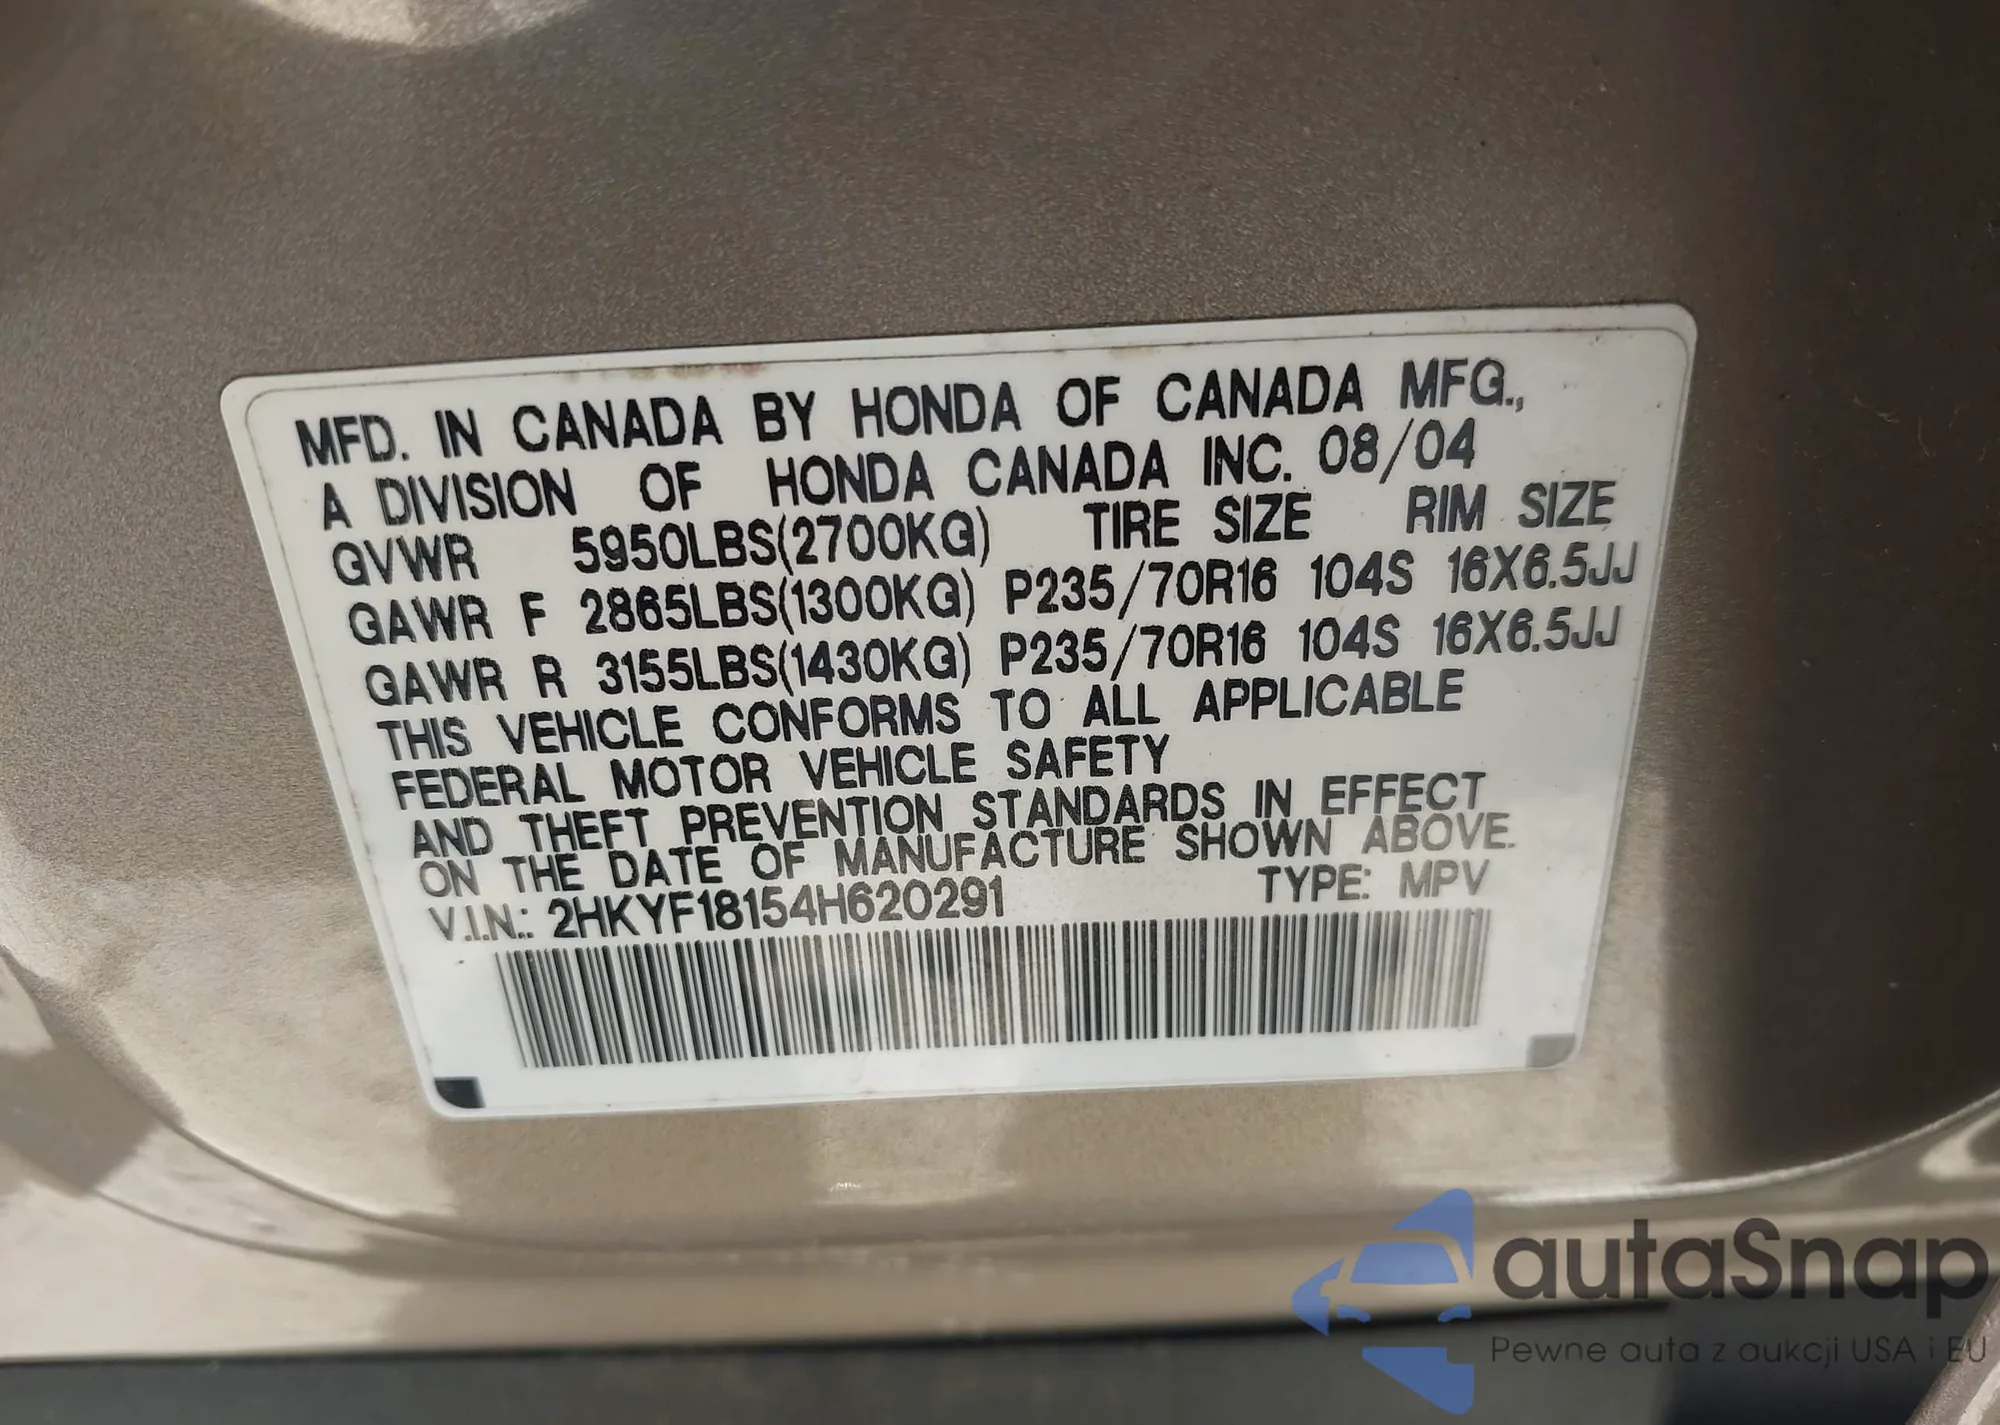 MFD. IN CANADA BY HONDA OF CANADA MFG.,
A DIVISION OF HONDA CANADA INC. 08/04
GVWR 5950LBS(2700KG) TIRE SIZE RIM SIZE
GAWR F 2865LBS(1300KG) P235/70R16 104S 16X6.5JJ
GAWR R 3155LBS(1430KG) P235/70R16 104S 16X6.5JJ
THIS VEHICLE CONFORMS TO ALL APPLICABLE
FEDERAL MOTOR VEHICLE SAFETY
AND THEFT PREVENTION STANDARDS IN EFFECT
ON THE DATE OF MANUFACTURE SHOWN ABOVE.
V.I.N.: 2HKYF18154H620291 TYPE: MPV
autaSnap
Pewne auta z aukcji USA i EU